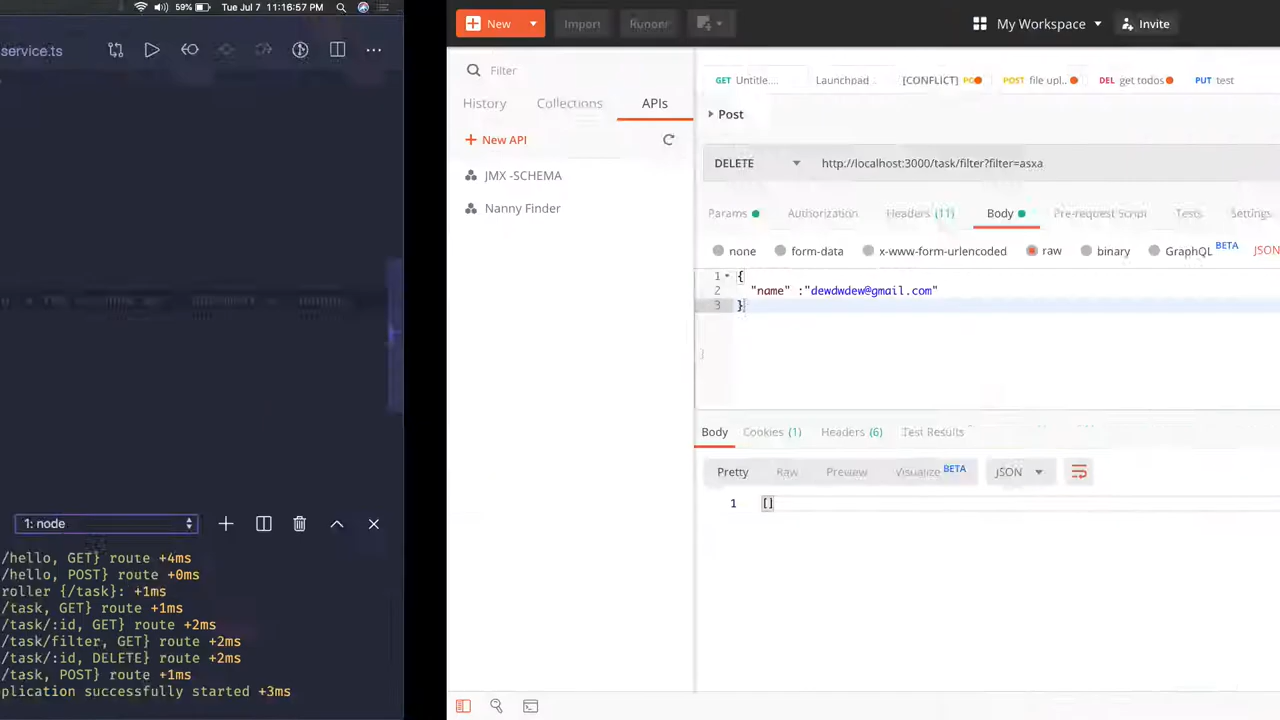 59% Tue Jul 7 11:16:57 PM
service.ts
1: node
/hello, GET} route +4ms
/hello, POST} route +0ms
roller {/task}: +1ms
/task, GET} route +1ms
/task/:id, GET} route +2ms
/task/filter, GET} route +2ms
/task/:id, DELETE} route +2ms
/task, POST} route +1ms
plication successfully started +3ms
New Import Runner My Workspace Invite
Filter
History Collections APIs
New API
JMX -SCHEMA
Nanny Finder
GET Untitle.... Launchpad [CONFLICT] POST file upl.. DEL get todos PUT test
Post
DELETE http://localhost:3000/task/filter?filter=asxa
Params Authorization Headers (11) Body Pre-request Script Tests Settings
none form-data x-www-form-urlencoded raw binary GraphQL BETA JSON
1 {
2 "name" :"dewdwdew@gmail.com"
3 }
Body Cookies (1) Headers (6) Test Results
Pretty Raw Preview Visualize BETA JSON
1 []